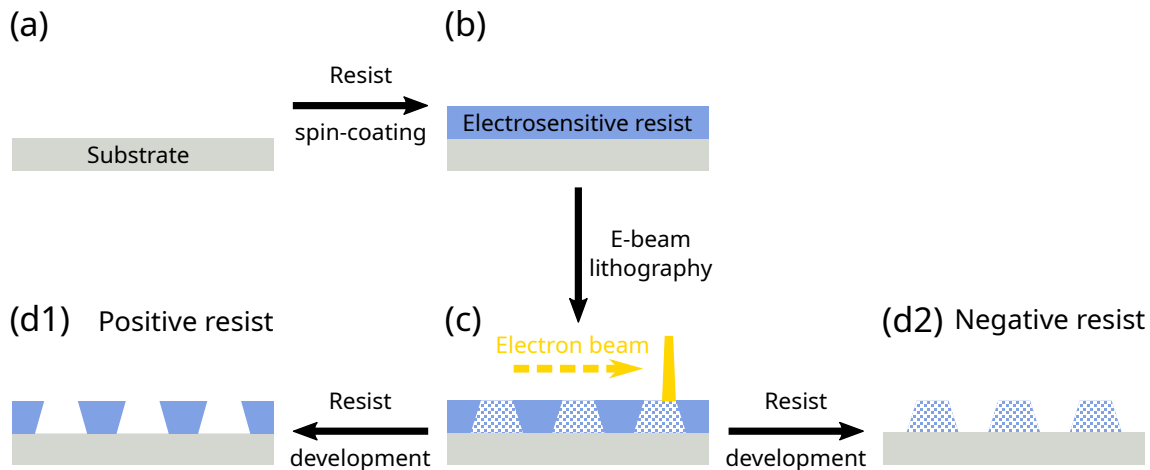 (a)
(b)
Resist
spin-coating
Electrosensitive resist
Substrate
E-beam
lithography
(d1) Positive resist
(c)
(d2) Negative resist
Electron beam
Resist
development
Resist
development